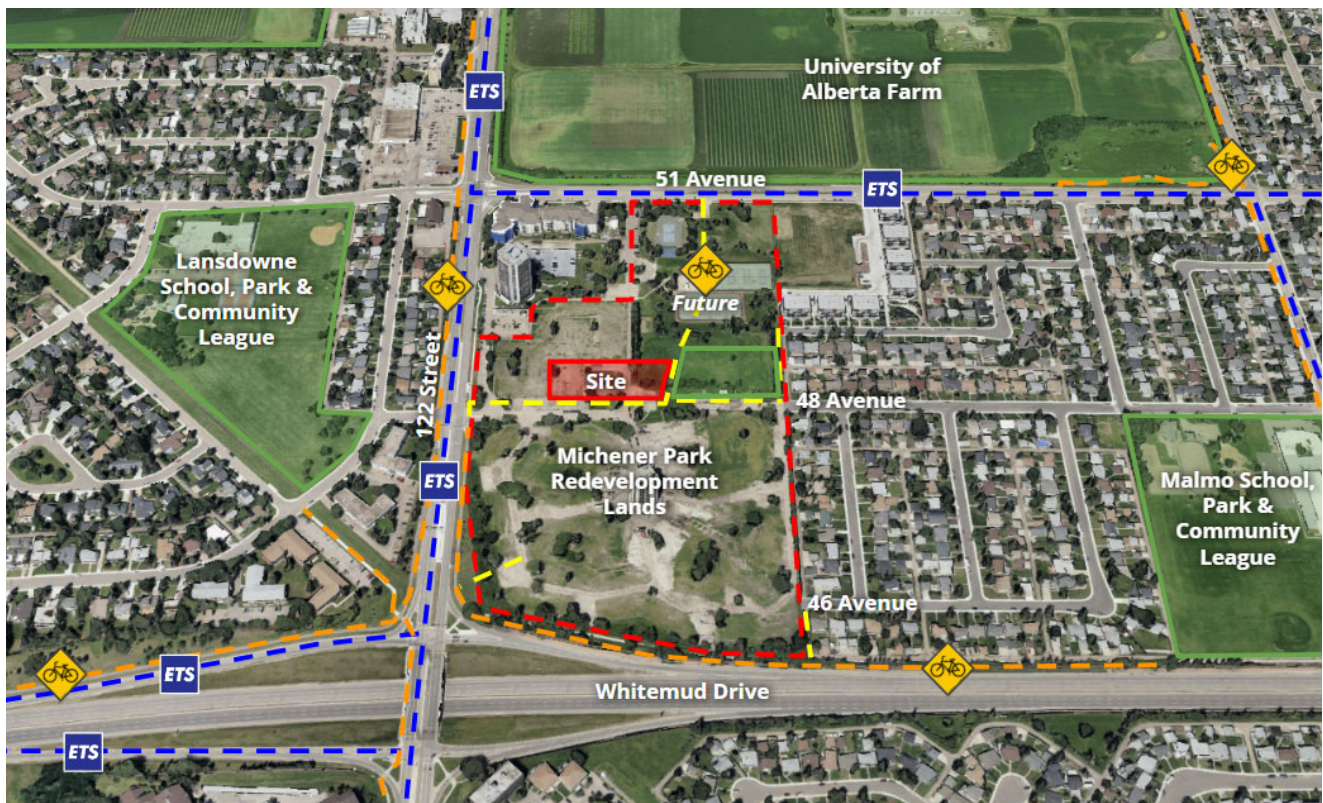 University of
Alberta Farm
ETS
51 Avenue
ETS
Lansdowne
School, Park &
Community
League
Future
122 Street
Site
48 Avenue
ETS
Michener Park
Redevelopment
Lands
Malmo School,
Park &
Community
League
46 Avenue
ETS
Whitemud Drive
ETS